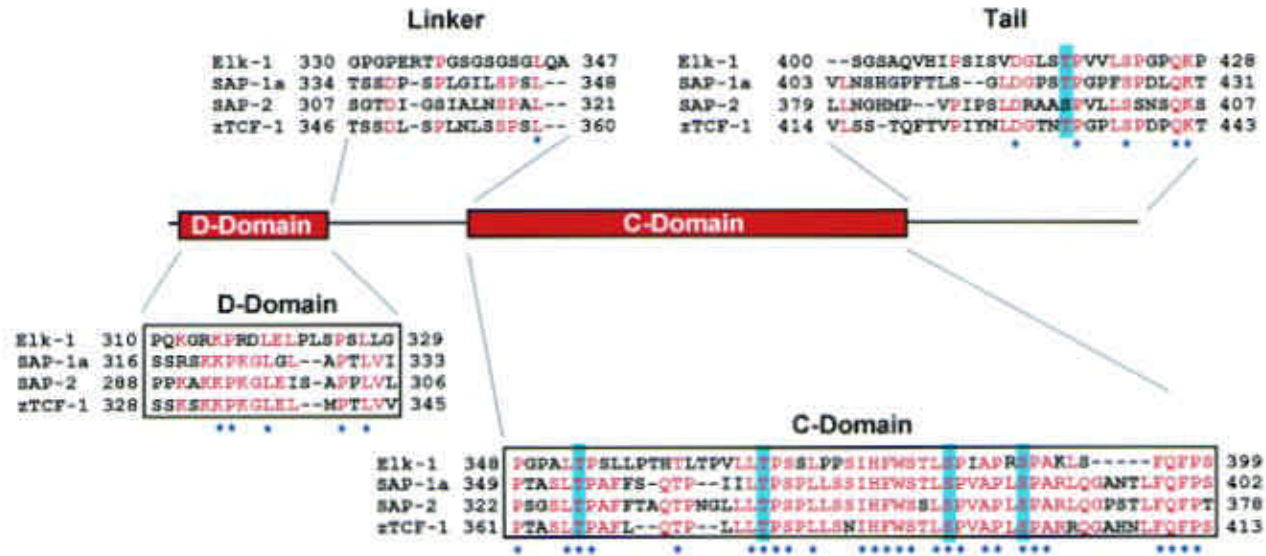 Linker
Elk-1 330 GPGPERTPGSGSGSGLQA 347
SAP-1a 334 TSSDP-SPLGILSPSL-- 348
SAP-2 307 SGTDI-GSIALNSPAL-- 321
zTCF-1 346 TSSDL-SPLNLSSPSL-- 360
Tail
Elk-1 400 --SGSAQVHIPSISVDGLSTPVVLSPGPQKP 428
SAP-1a 403 VLNSHGPFTLS--GLDGPSTPGPFSPDLQKT 431
SAP-2 379 LLNGHMP--VPIPSLDRAASPVLLSSNSQKS 407
zTCF-1 414 VLSS-TQFTVPIYNLDGTNTPGPLSPDPQKT 443
D-Domain
C-Domain
D-Domain
Elk-1 310 PQKGRKPRDLELPLSPSLLG 329
SAP-1a 316 SSRSKKPKGLGL--APTLVI 333
SAP-2 288 PPKAKKPKGLEIS-APPLVL 306
zTCF-1 328 SSKSKKPKGLEL--MPTLVV 345
C-Domain
Elk-1 348 PGPALTPSLLPTHTLTPVLLTPSSLPPSIHFWSTLSPIAPRSPAKLS-----FQFPS 399
SAP-1a 349 PTASLTPAFFS-QTP--IILTPSPLLSSIHFWSTLSPVAPLSPARLQGANTLFQFPS 402
SAP-2 322 PSGSLTPAFFTAQTPNGLLLTPSPLLSSIHFWSSLSPVAPLSPARLQGPSTLFQFPT 378
zTCF-1 361 PTASLTPAFL--QTP--LLLTPSPLLSNIHFWSTLSPVAPLSPARRQGAHNLFQFPS 413